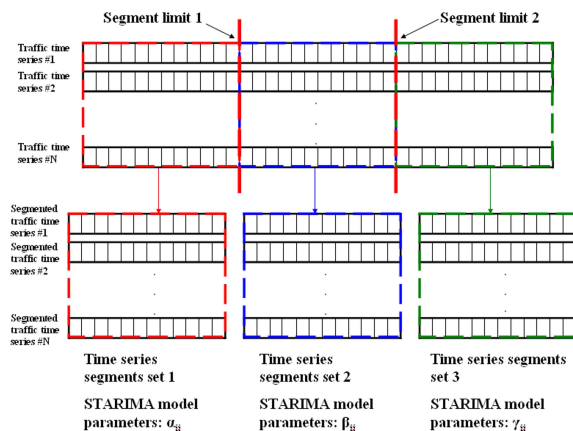 Segment limit 1
Segment limit 2
Traffic time
series #1
Traffic time
series #2
Traffic time
series #N
Segmented
traffic time
series #1
Segmented
traffic time
series #2
Segmented
traffic time
series #N
Time series
segments set 1
Time series
segments set 2
Time series segments
set 3
STARIMA model
parameters: αij
STARIMA model
parameters: βij
STARIMA model
parameters: γij